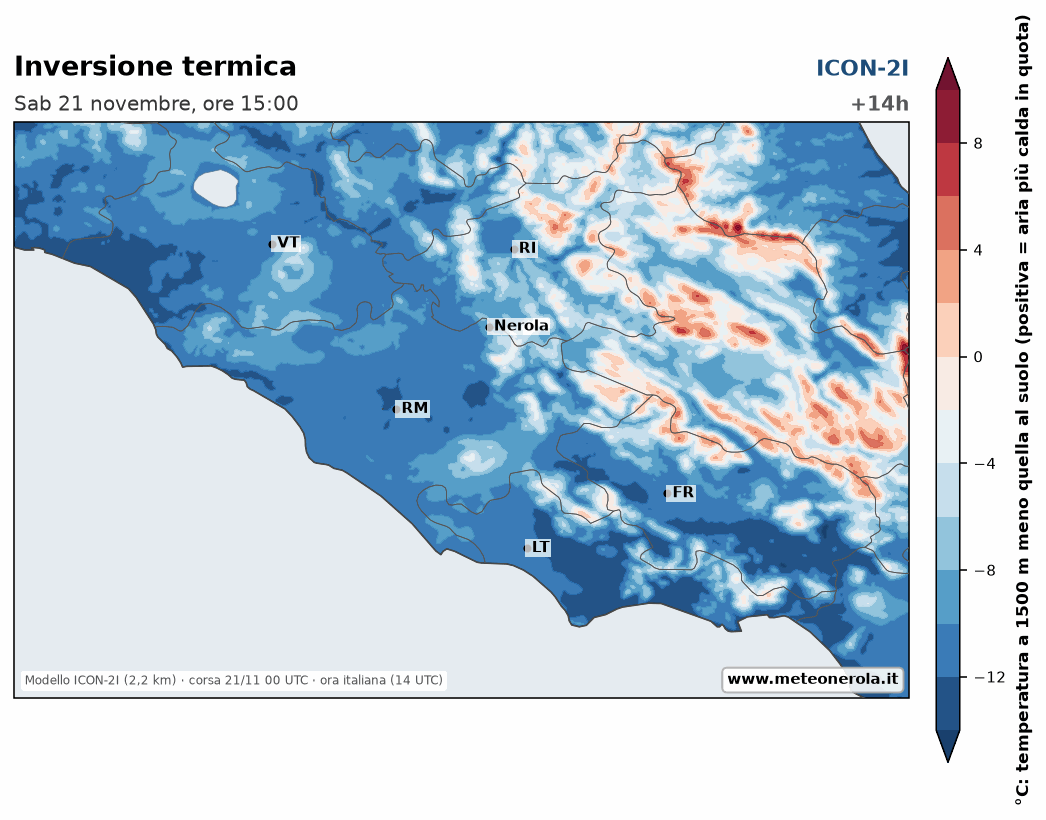 Inversione termica
ICON-2I
Sab 21 novembre, ore 15:00
+14h
VT
RI
Nerola
RM
FR
LT
Modello ICON-2I (2,2 km) · corsa 21/11 00 UTC · ora italiana (14 UTC)
www.meteonerola.it
8
4
0
−4
−8
−12
°C: temperatura a 1500 m meno quella al suolo (positiva = aria più calda in quota)